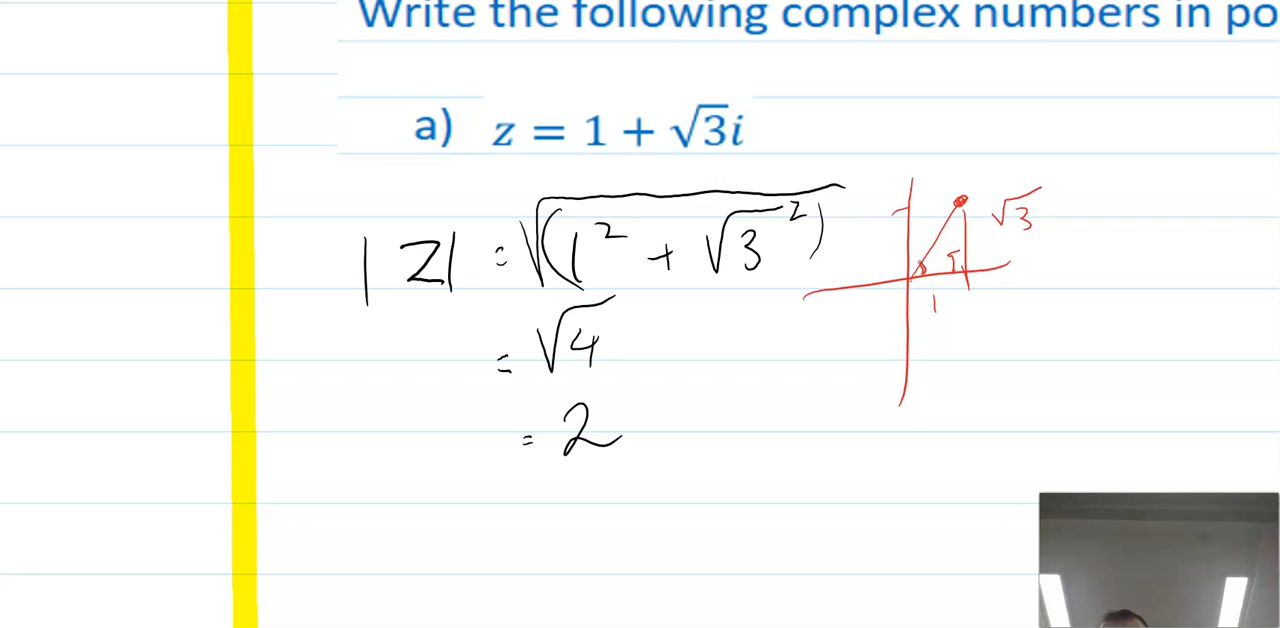 Write the following complex numbers in po
a) z = 1 + √3i
|Z| = √(1² + √3²)
= √4
= 2
√3
1